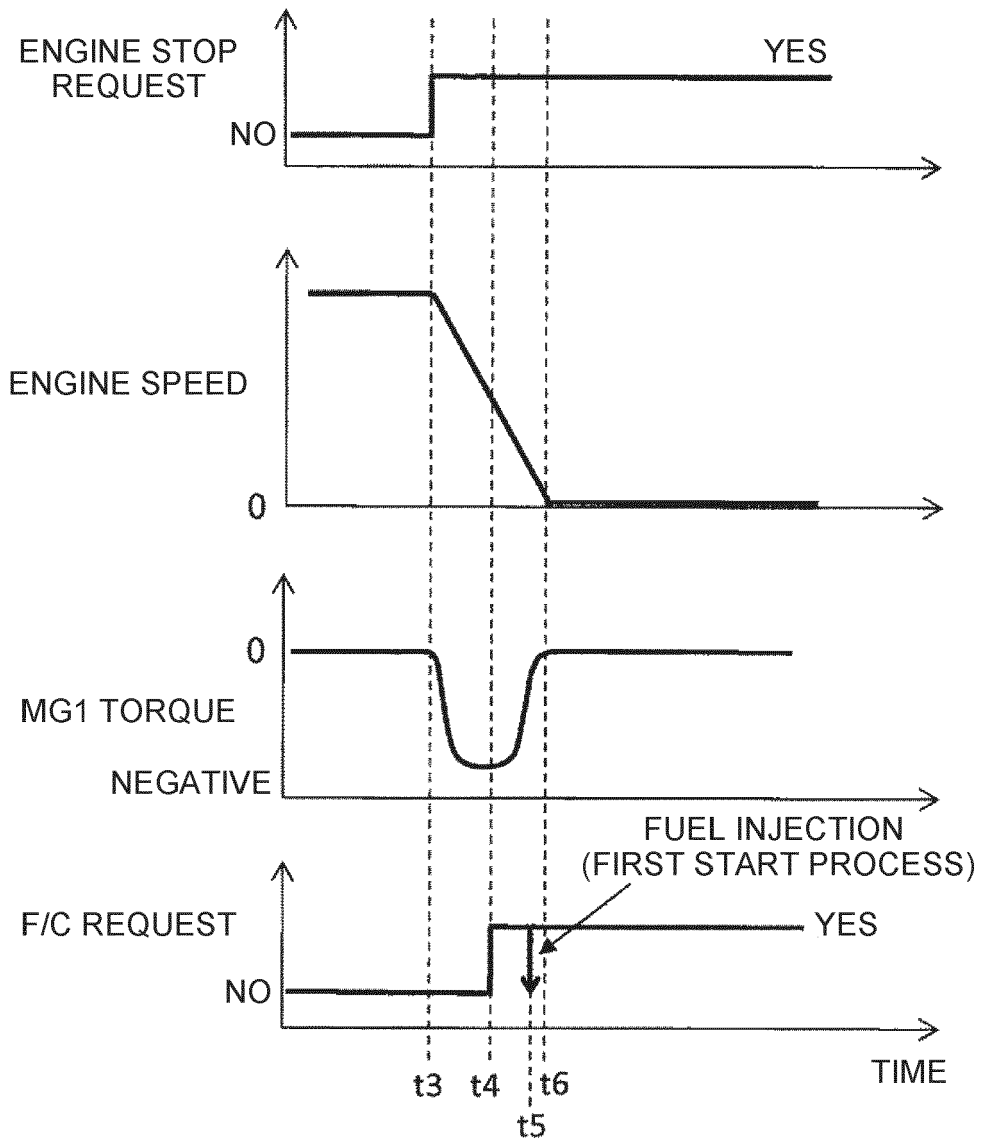 ENGINE STOP
REQUEST
YES
NO
ENGINE SPEED
0
0
MG1 TORQUE
NEGATIVE
FUEL INJECTION
(FIRST START PROCESS)
F/C REQUEST
YES
NO
TIME
t3
t4
t6
t5